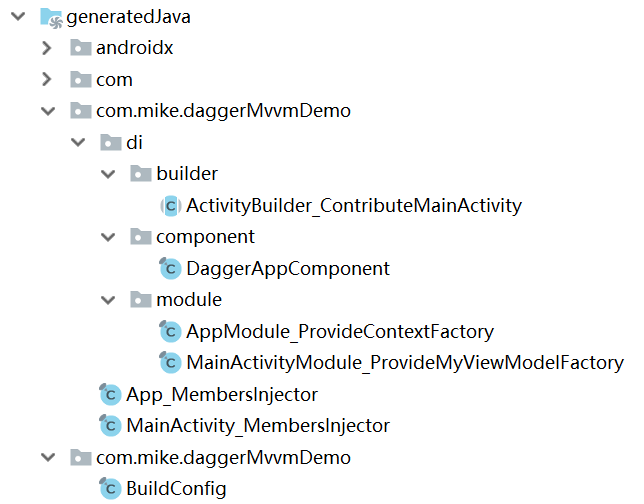 generatedJava
androidx
com
com.mike.daggerMvvmDemo
di
builder
ActivityBuilder_ContributeMainActivity
component
DaggerAppComponent
module
AppModule_ProvideContextFactory
MainActivityModule_ProvideMyViewModelFactory
App_MembersInjector
MainActivity_MembersInjector
com.mike.daggerMvvmDemo
BuildConfig